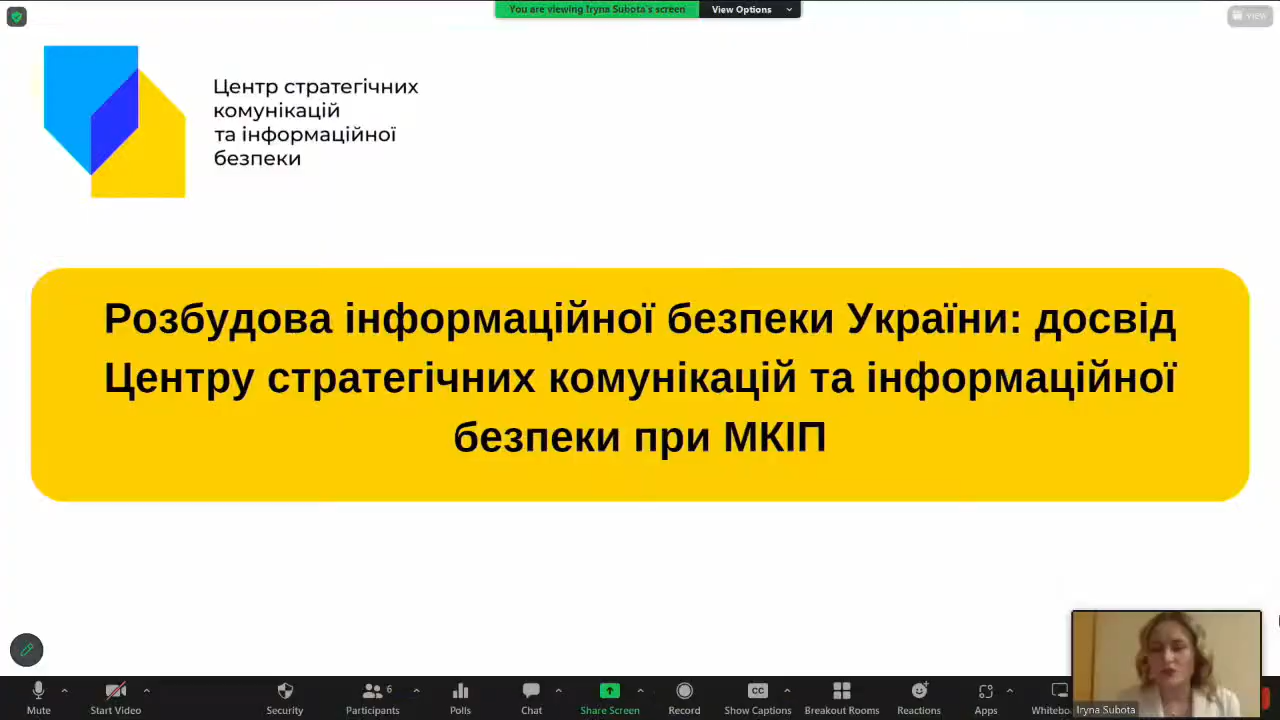 You are viewing Iryna Subota's screen
View Options
View
Центр стратегічних
комунікацій
та інформаційної
безпеки
Розбудова інформаційної безпеки України: досвід
Центру стратегічних комунікацій та інформаційної
безпеки при МКІП
Iryna Subota
Mute
Start Video
Security
Participants
6
Polls
Chat
Share Screen
Record
CC
Show Captions
Breakout Rooms
Reactions
Apps